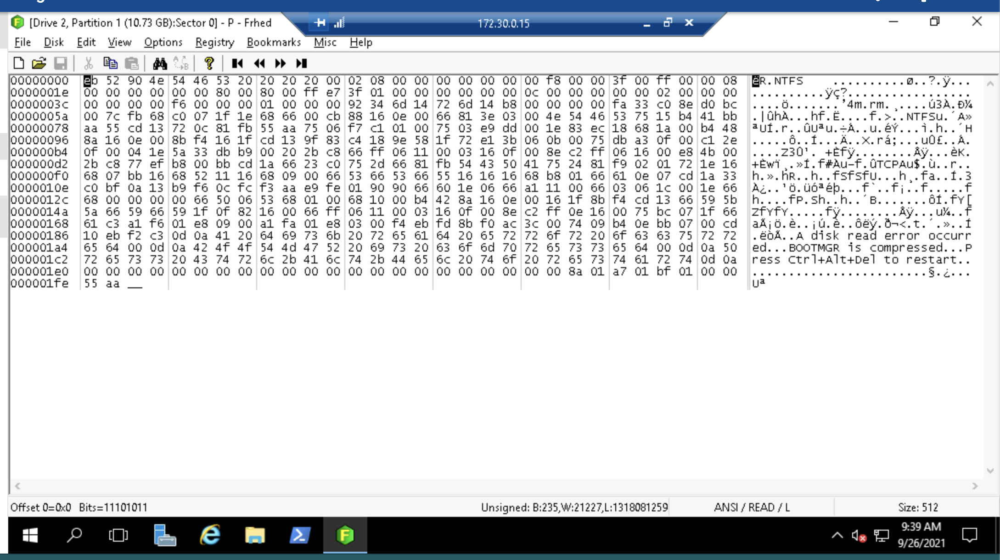 [Drive 2, Partition 1 (10.73 GB):Sector 0] - P - Frhed
172.30.0.15
File Disk Edit View Options Registry Bookmarks Misc Help
00000000 eb 52 90 4e 54 46 53 20 20 20 20 00 02 08 00 00 00 00 00 00 00 f8 00 00 3f 00 ff 00 00 08 ëR.NTFS    ..........ø..?.ÿ...
0000001e 00 00 00 00 00 00 80 00 80 00 ff e7 3f 01 00 00 00 00 00 00 0c 00 00 00 00 00 02 00 00 00 ..........ÿç?.................
0000003c 00 00 00 00 f6 00 00 00 01 00 00 00 92 34 6d 14 72 6d 14 b8 00 00 00 00 fa 33 c0 8e d0 bc ....ö.......'4m.rm.¸....ú3À.Ð¼
0000005a 00 7c fb 68 c0 07 1f 1e 68 66 00 cb 88 16 0e 00 66 81 3e 03 00 4e 54 46 53 75 15 b4 41 bb .|ûhÀ...hf.Ë....f.>..NTFSu.´A»
00000078 aa 55 cd 13 72 0c 81 fb 55 aa 75 06 f7 c1 01 00 75 03 e9 dd 00 1e 83 ec 18 68 1a 00 b4 48 ªUÍ.r..ûUªu.÷Á..u.éÝ...ì.h..´H
00000096 8a 16 0e 00 8b f4 16 1f cd 13 9f 83 c4 18 9e 58 1f 72 e1 3b 06 0b 00 75 db a3 0f 00 c1 2e .....ô..Í...Ä..X.rá;...uÛ£..Á.
000000b4 0f 00 04 1e 5a 33 db b9 00 20 2b c8 66 ff 06 11 00 03 16 0f 00 8e c2 ff 06 16 00 e8 4b 00 ....Z3Û¹. +Èfÿ.........Âÿ...èK.
000000d2 2b c8 77 ef b8 00 bb cd 1a 66 23 c0 75 2d 66 81 fb 54 43 50 41 75 24 81 f9 02 01 72 1e 16 +Èwï¸.»Í.f#Àu-f.ûTCPAu$.ù..r..
000000f0 68 07 bb 16 68 52 11 16 68 09 00 66 53 66 53 66 55 16 16 16 68 b8 01 66 61 0e 07 cd 1a 33 h.».hR..h..fSfSfU...h¸.fa..Í.3
0000010e c0 bf 0a 13 b9 f6 0c fc f3 aa e9 fe 01 90 90 66 60 1e 06 66 a1 11 00 66 03 06 1c 00 1e 66 À¿..¹ö.üóªéþ...f`..f¡..f.....f
0000012c 68 00 00 00 00 66 50 06 53 68 01 00 68 10 00 b4 42 8a 16 0e 00 16 1f 8b f4 cd 13 66 59 5b h....fP.Sh..h..´B.......ôÍ.fY[
0000014a 5a 66 59 66 59 1f 0f 82 16 00 66 ff 06 11 00 03 16 0f 00 8e c2 ff 0e 16 00 75 bc 07 1f 66 ZfYfY.....fÿ........Âÿ...u¼..f
00000168 61 c3 a1 f6 01 e8 09 00 a1 fa 01 e8 03 00 f4 eb fd 8b f0 ac 3c 00 74 09 b4 0e bb 07 00 cd aÃ¡ö.è..¡ú.è..ôëý.ð¬<.t.´.»..Í
00000186 10 eb f2 c3 0d 0a 41 20 64 69 73 6b 20 72 65 61 64 20 65 72 72 6f 72 20 6f 63 63 75 72 72 .ëòÃ..A disk read error occurr
000001a4 65 64 00 0d 0a 42 4f 4f 54 4d 47 52 20 69 73 20 63 6f 6d 70 72 65 73 73 65 64 00 0d 0a 50 ed...BOOTMGR is compressed...P
000001c2 72 65 73 73 20 43 74 72 6c 2b 41 6c 74 2b 44 65 6c 20 74 6f 20 72 65 73 74 61 72 74 0d 0a ress Ctrl+Alt+Del to restart..
000001e0 00 00 00 00 00 00 00 00 00 00 00 00 00 00 00 00 00 00 00 00 00 00 8a 01 a7 01 bf 01 00 00 ........................§.¿...
000001fe 55 aa Uª
Offset 0=0x0 Bits=11101011 Unsigned: B:235,W:21227,L:1318081259 ANSI / READ / L Size: 512
9:39 AM
9/26/2021